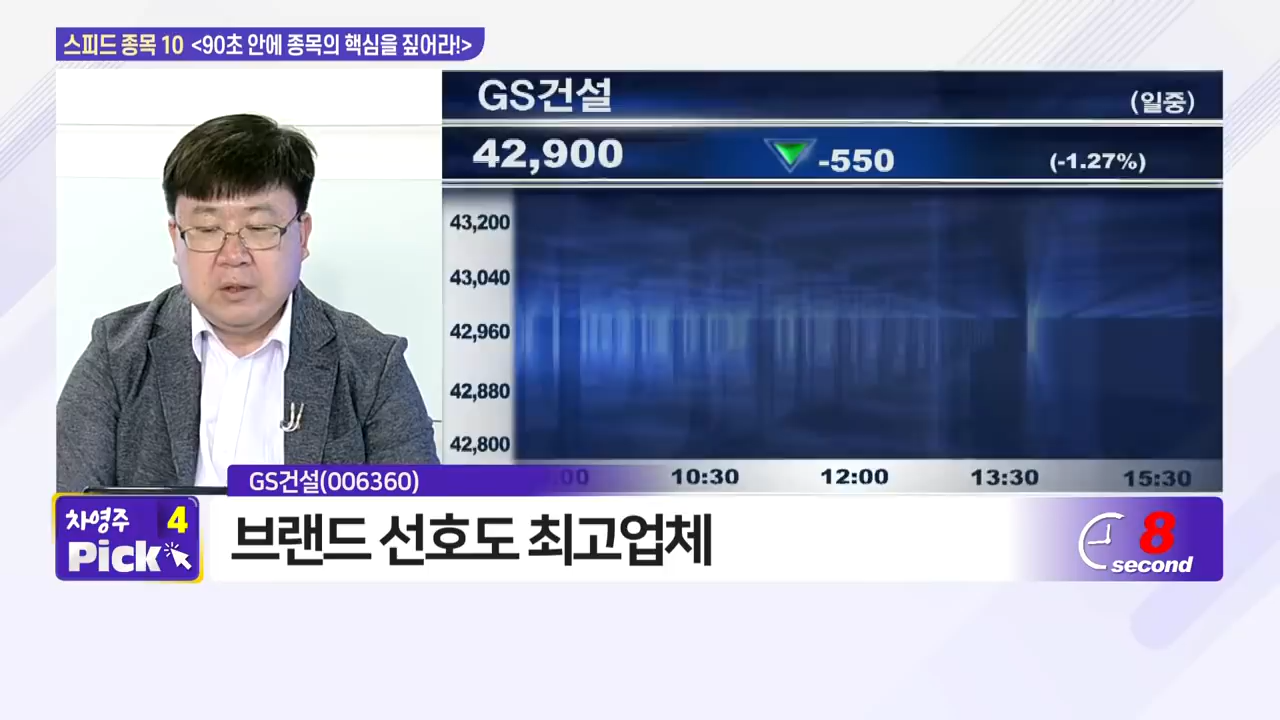 스피드 종목 10 <90초 안에 종목의 핵심을 짚어라!>
GS건설
(일중)
42,900
-550
(-1.27%)
43,200
43,040
42,960
42,880
42,800
:00
10:30
12:00
13:30
15:30
GS건설(006360)
차영주 4
Pick
브랜드 선호도 최고업체
8
second